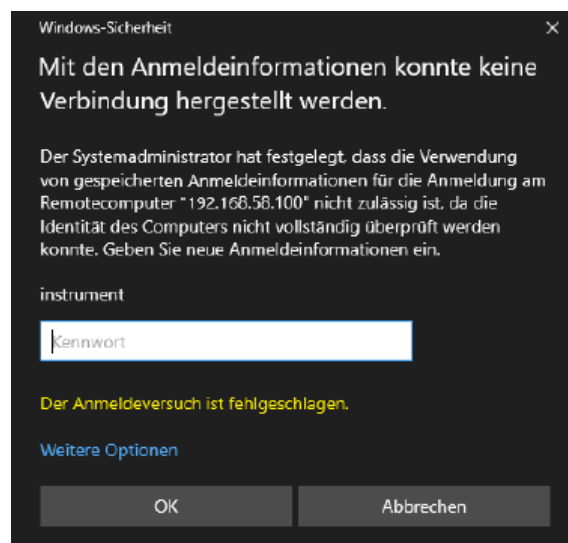 Windows-Sicherheit
Mit den Anmeldeinformationen konnte keine
Verbindung hergestellt werden.
Der Systemadministrator hat festgelegt, dass die Verwendung
von gespeicherten Anmeldeinformationen für die Anmeldung am
Remotecomputer "192.168.58.100" nicht zulässig ist, da die
Identität des Computers nicht vollständig überprüft werden
konnte. Geben Sie neue Anmeldeinformationen ein.
instrument
Kennwort
Der Anmeldeversuch ist fehlgeschlagen.
Weitere Optionen
OK Abbrechen